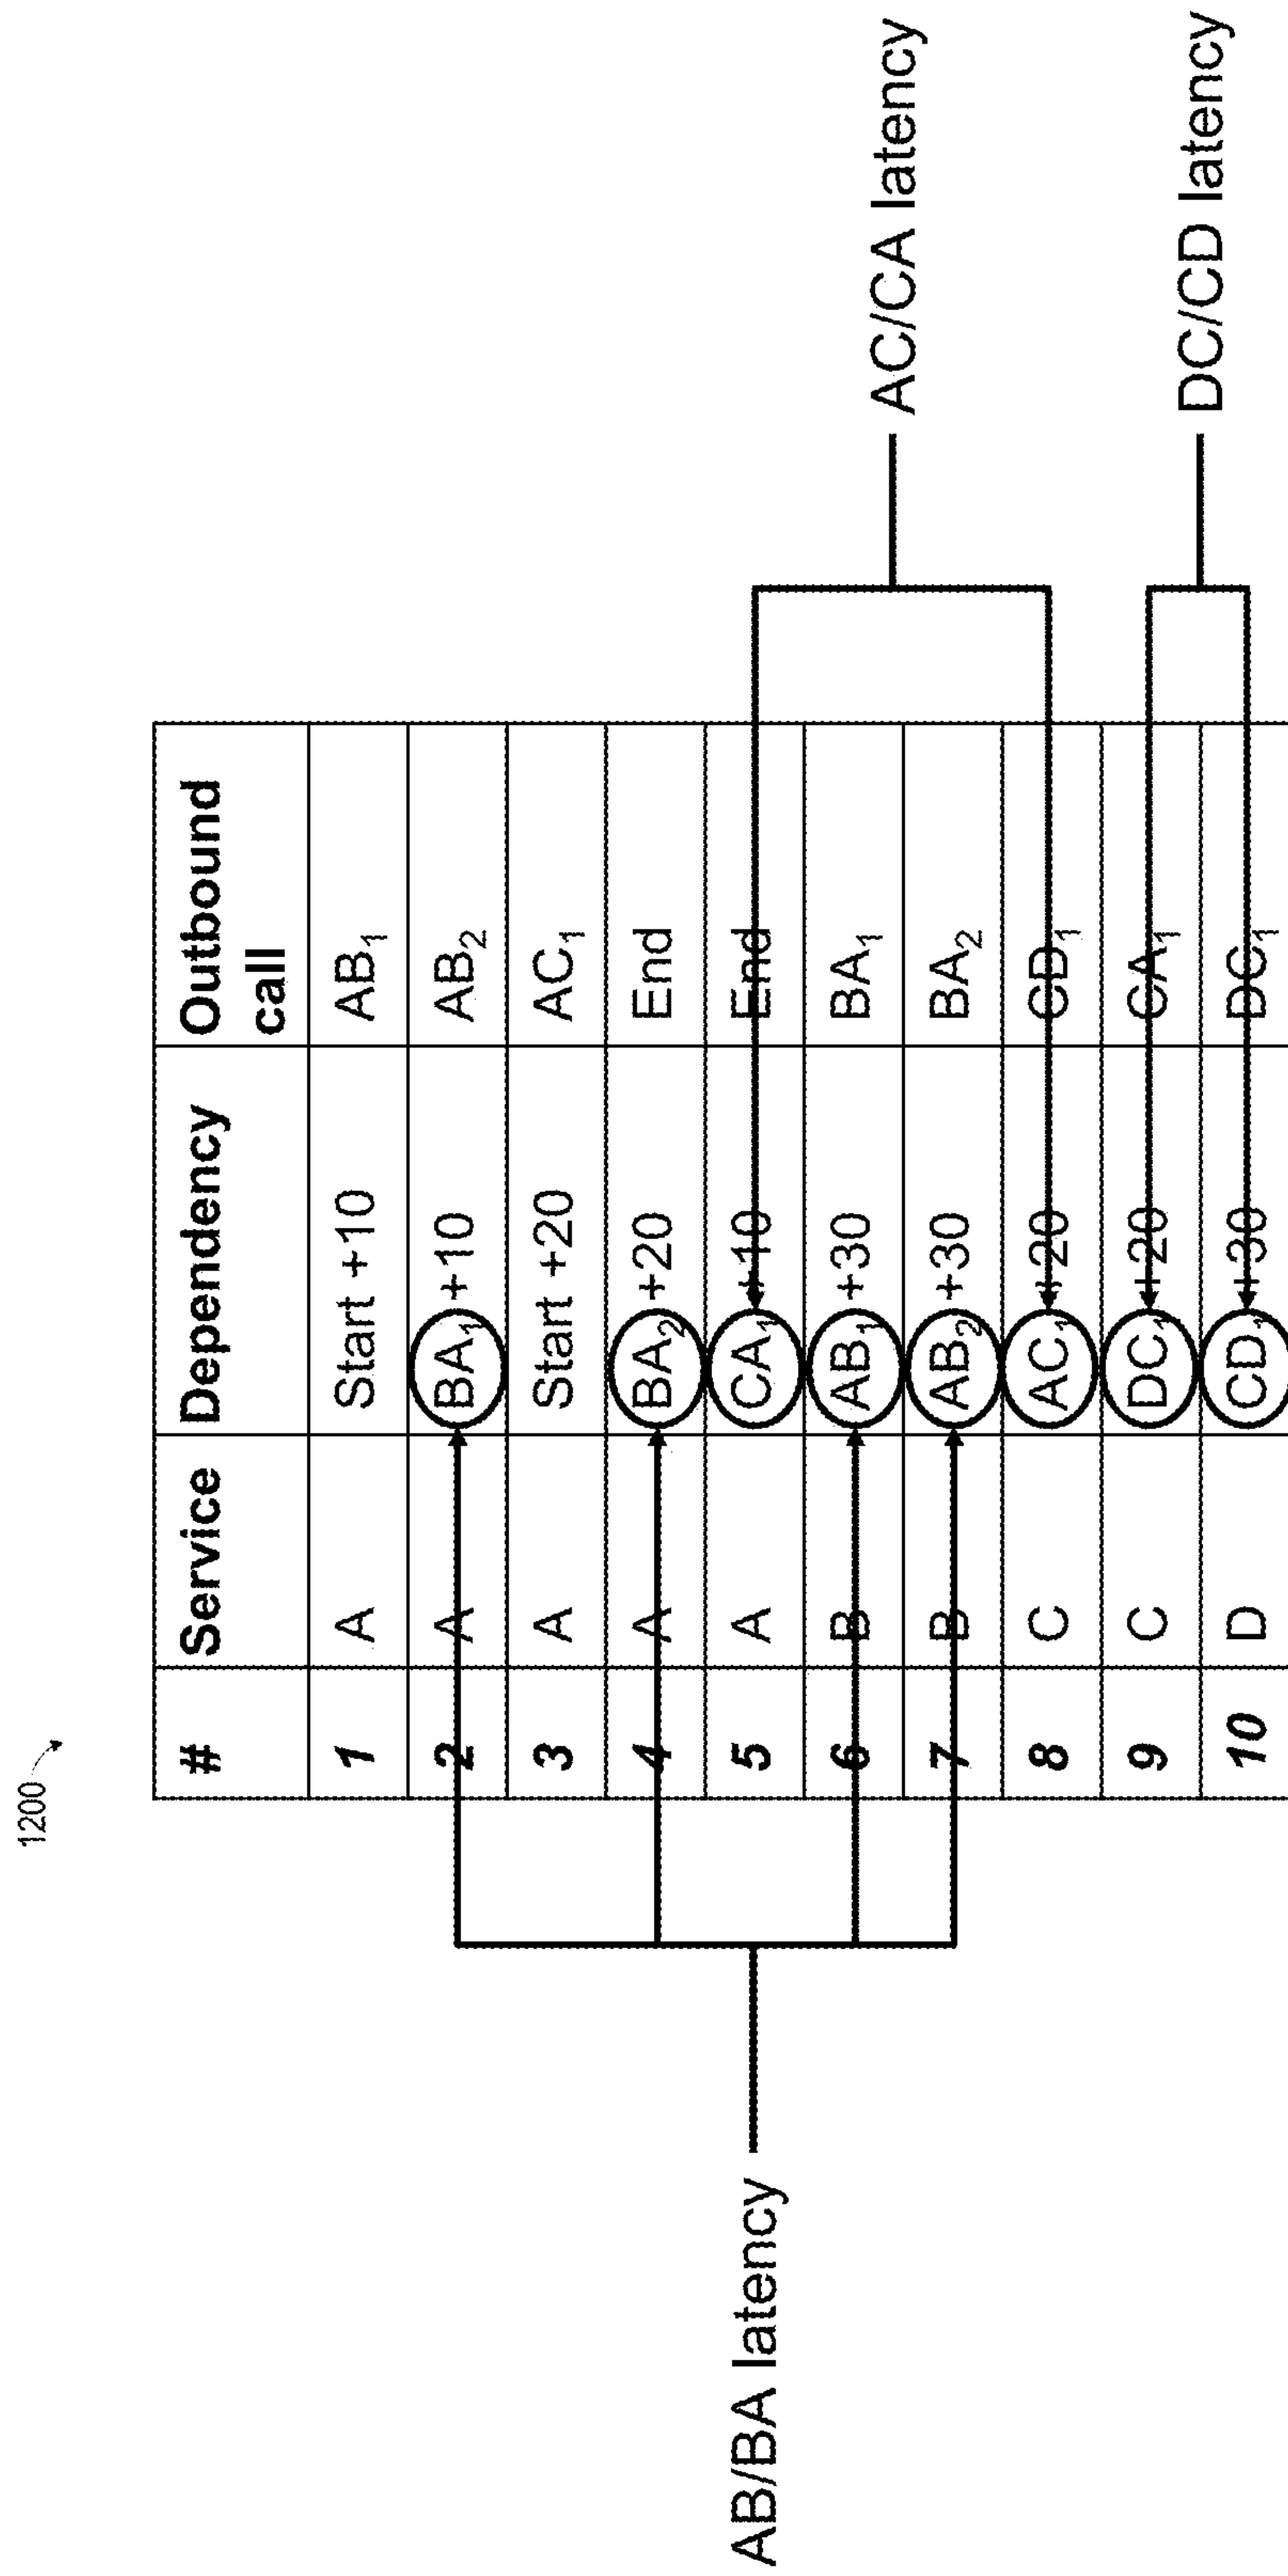 1200
# Service Dependency Outbound call
1 A Start +10 AB₁
2 A BA₁ +10 AB₂
3 A Start +20 AC₁
4 A BA₂ +20 End
5 A CA₁ +10 End
6 B AB₁ +30 BA₁
7 B AB₂ +30 BA₂
8 C AC₁ +20 CD₁
9 C DC₁ +20 CA₁
10 D CD₁ +30 DC₁
AB/BA latency
AC/CA latency
DC/CD latency